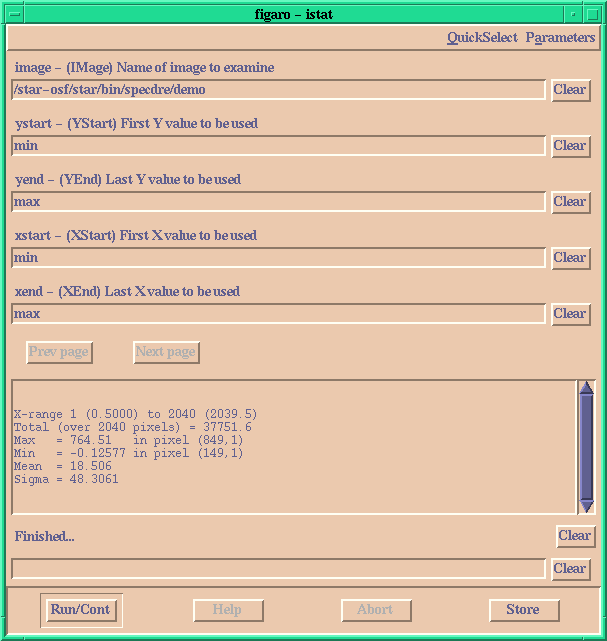 figaro - istat
QuickSelect Parameters
image - (IMage) Name of image to examine
/star-osf/star/bin/specdre/demo Clear
ystart - (YStart) First Y value to be used
min Clear
yend - (YEnd) Last Y value to be used
max Clear
xstart - (XStart) First X value to be used
min Clear
xend - (XEnd) Last X value to be used
max Clear
Prev page Next page
X-range 1 (0.5000) to 2040 (2039.5)
Total (over 2040 pixels) = 37751.6
Max = 764.51 in pixel (849,1)
Min = -0.12577 in pixel (149,1)
Mean = 18.506
Sigma = 48.3061
Finished... Clear
Clear
Run/Cont Help Abort Store